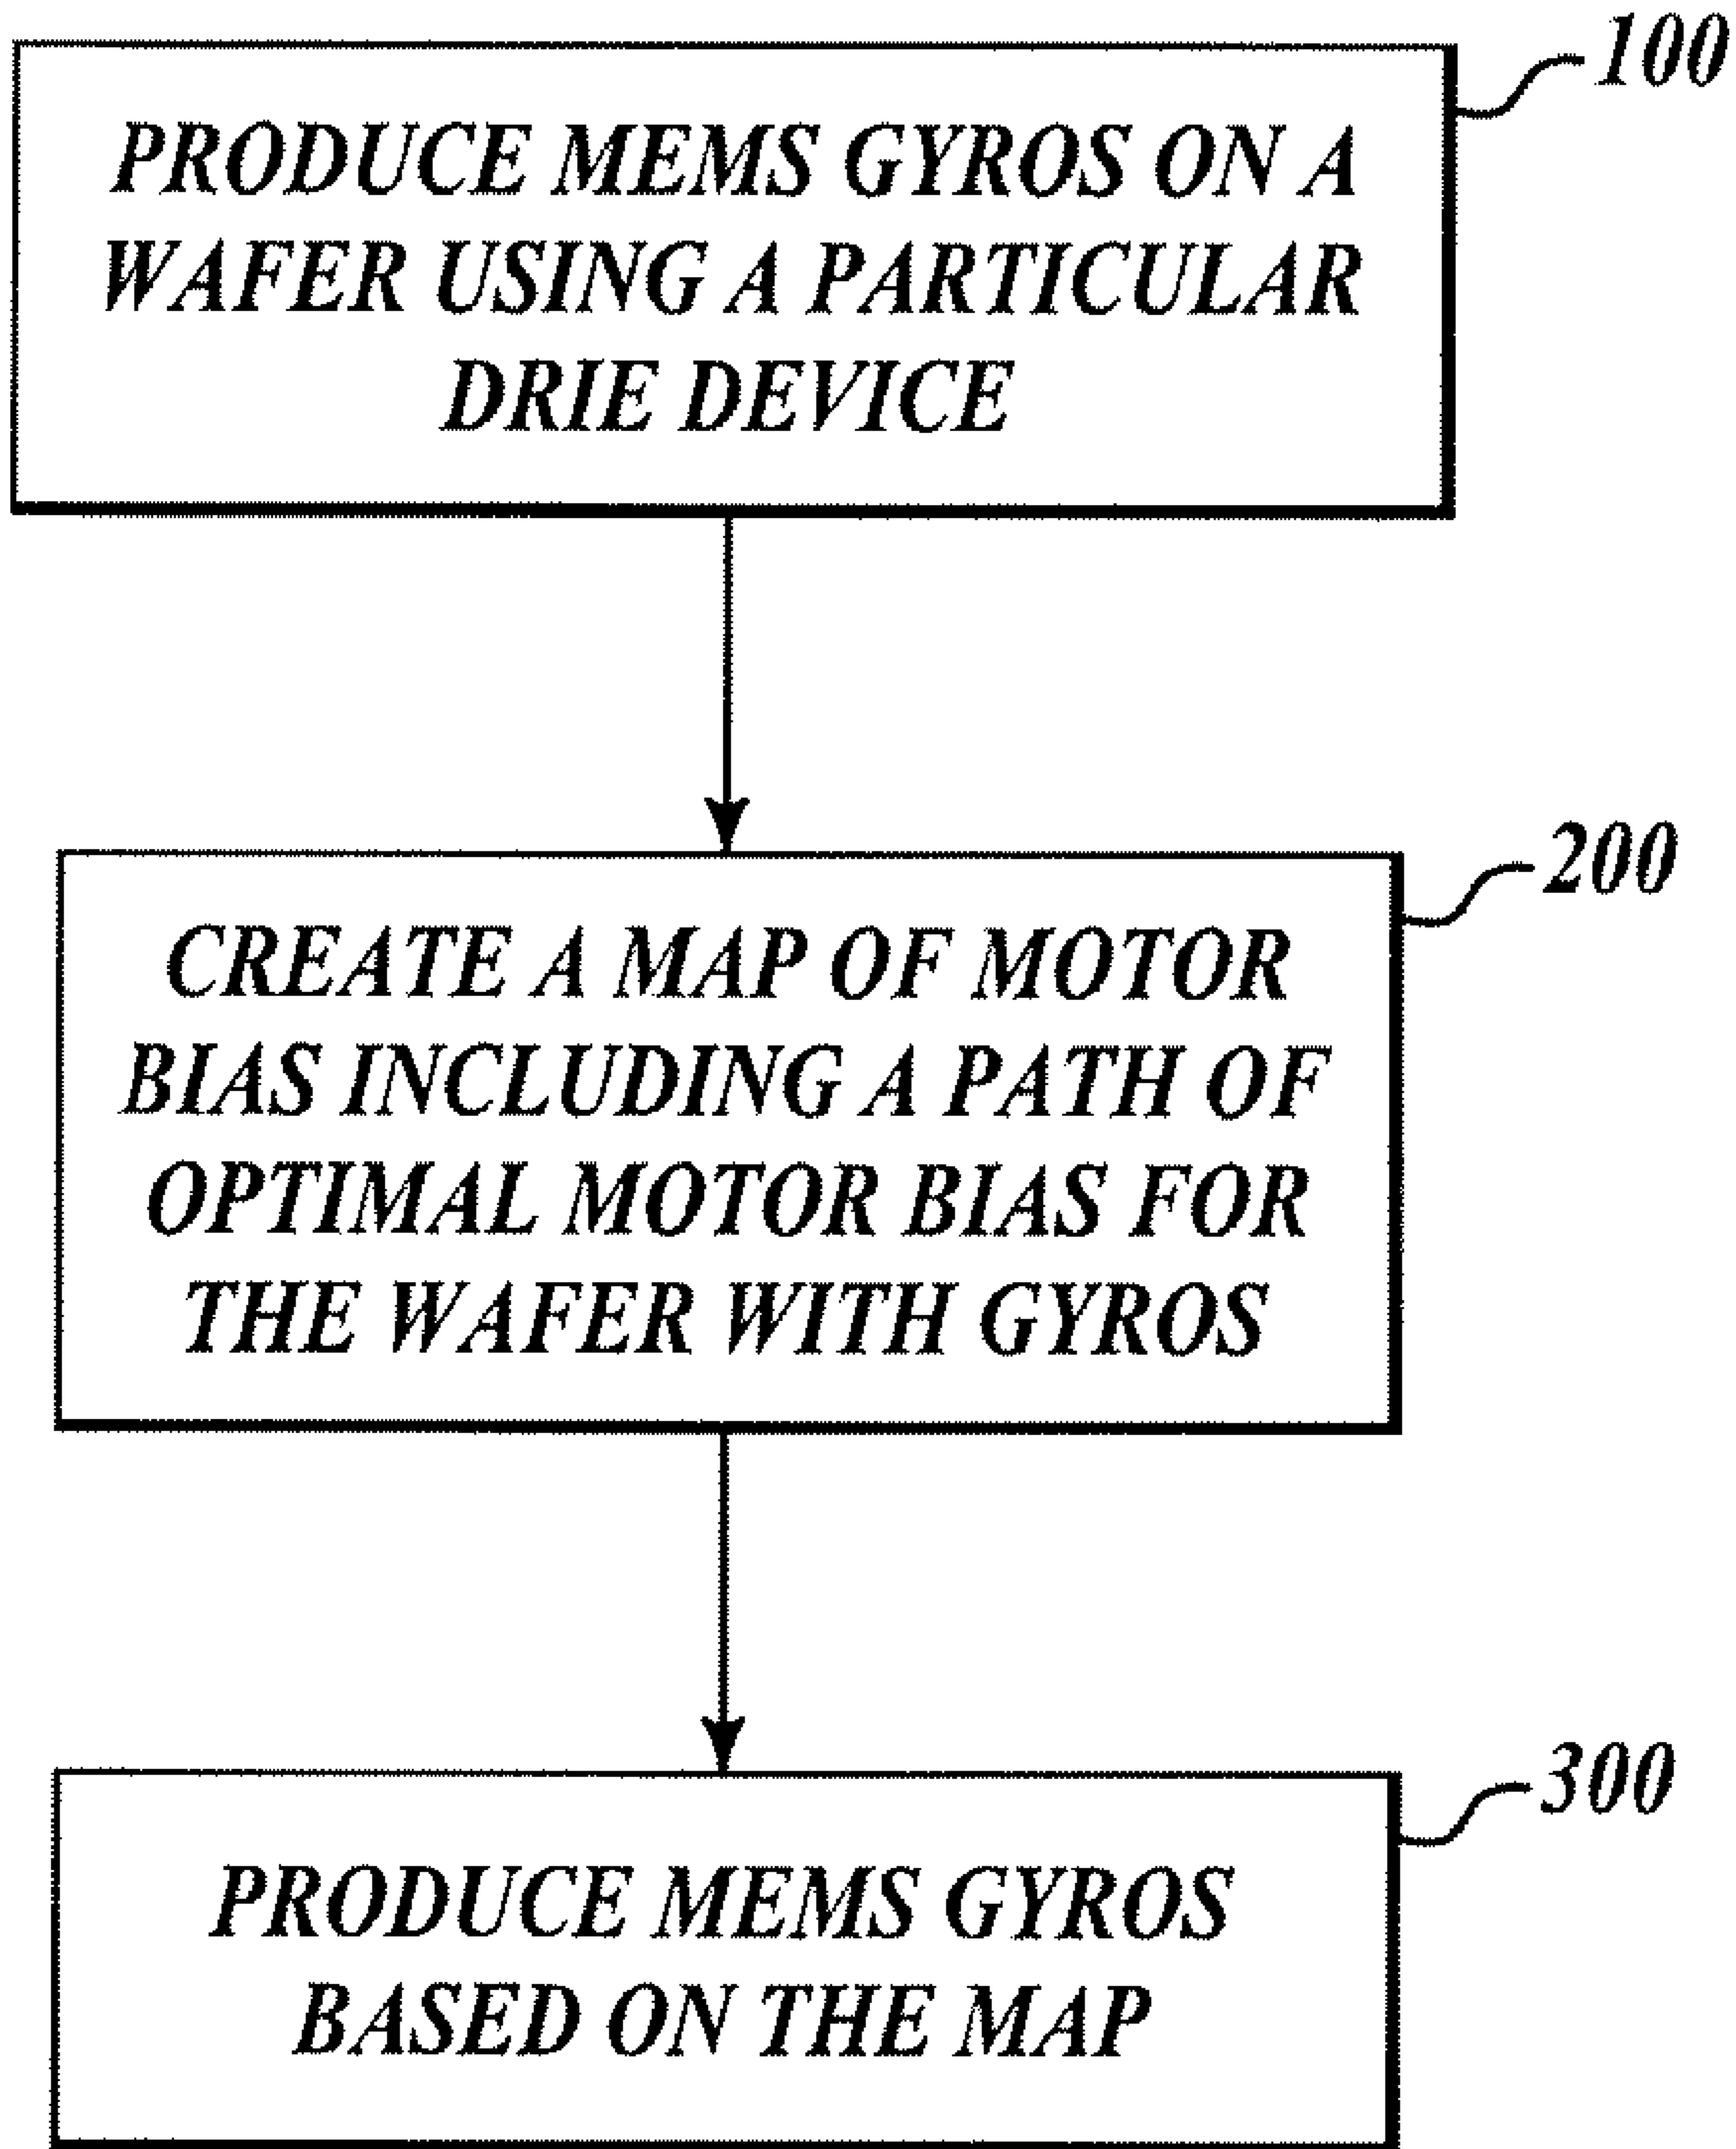 100
PRODUCE MEMS GYROS ON A
WAFER USING A PARTICULAR
DRIE DEVICE
200
CREATE A MAP OF MOTOR
BIAS INCLUDING A PATH OF
OPTIMAL MOTOR BIAS FOR
THE WAFER WITH GYROS
300
PRODUCE MEMS GYROS
BASED ON THE MAP